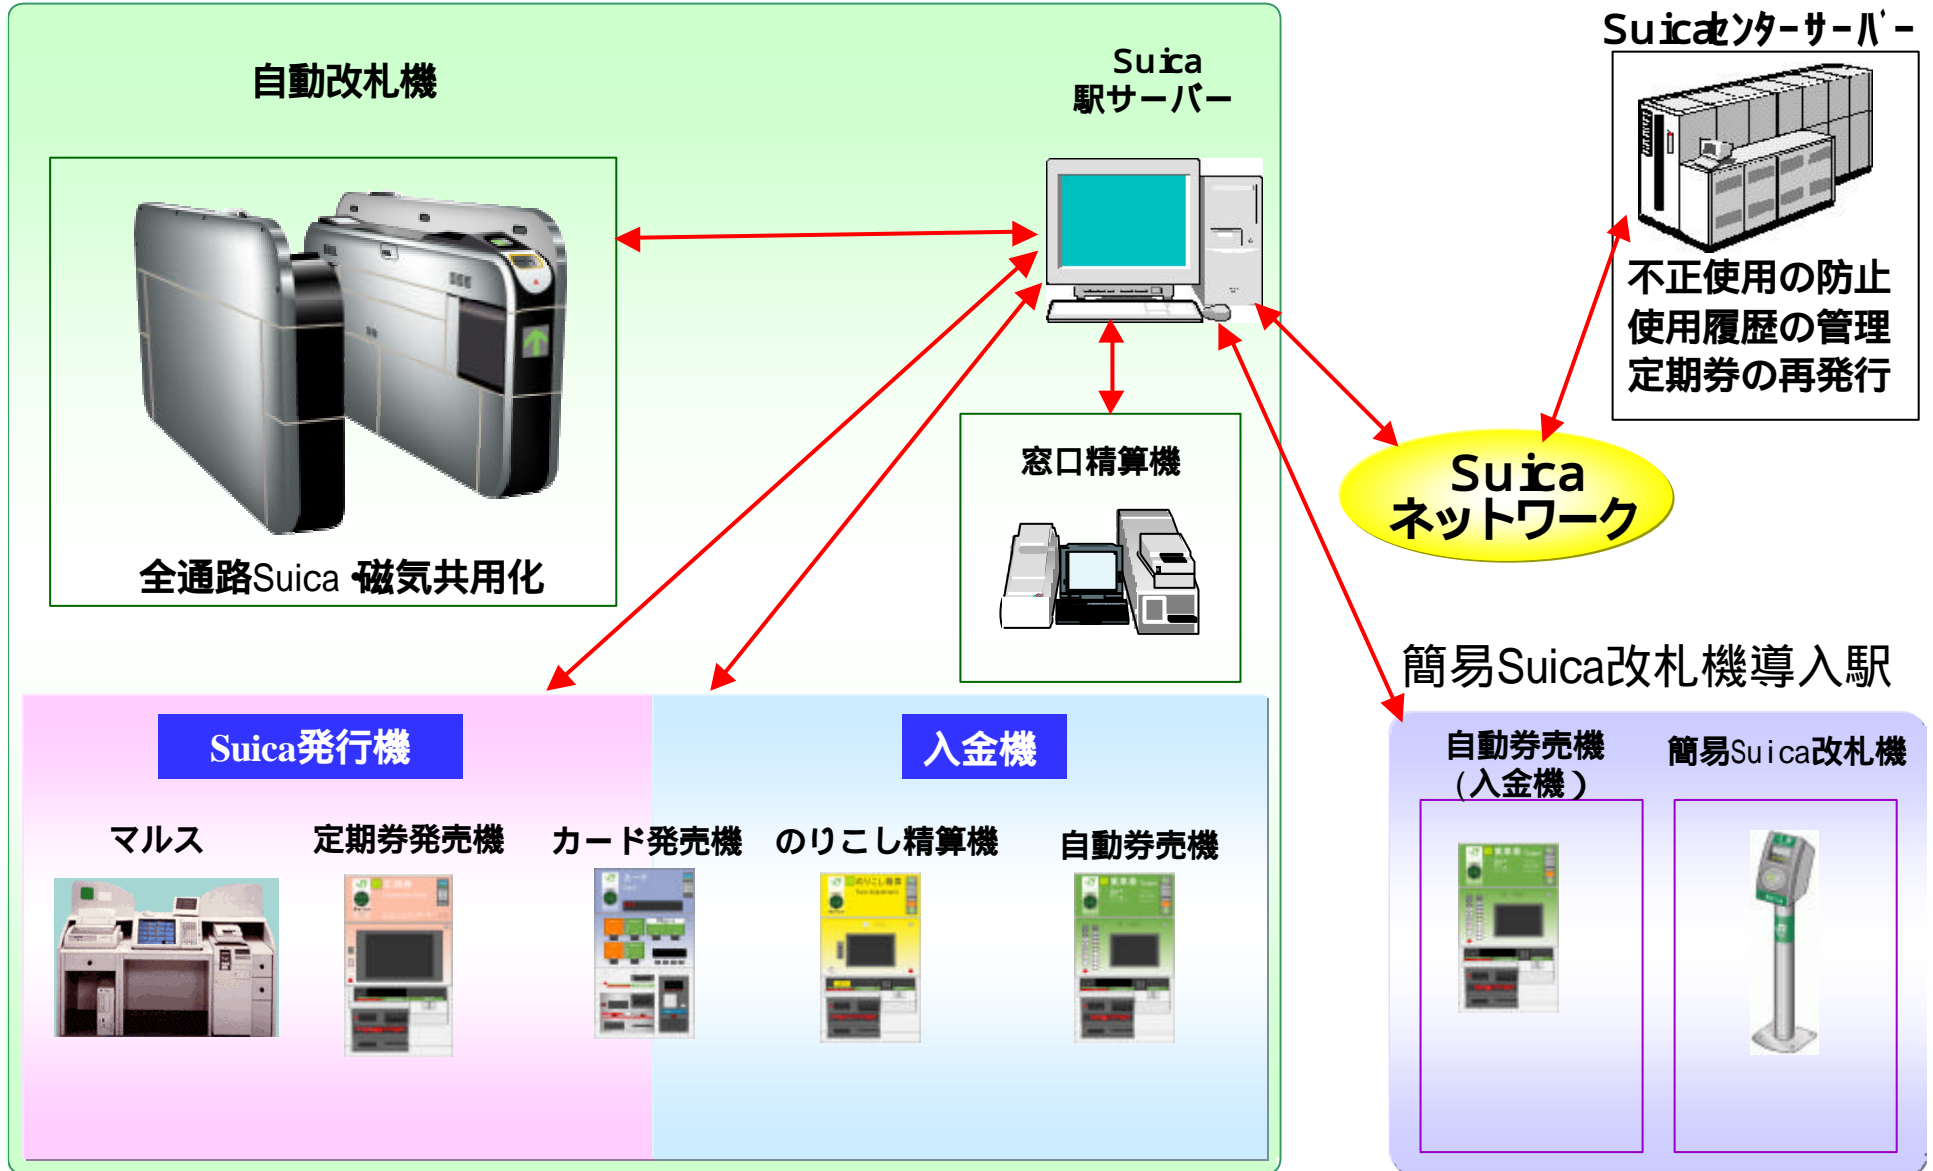 自動改札機
Suica
駅サーバー
Suicaセンターサーバー
不正使用の防止
使用履歴の管理
定期券の再発行
全通路Suica・磁気共用化
窓口精算機
Suica
ネットワーク
簡易Suica改札機導入駅
Suica発行機
入金機
自動券売機
(入金機)
簡易Suica改札機
マルス
定期券発売機
カード発売機
のりこし精算機
自動券売機